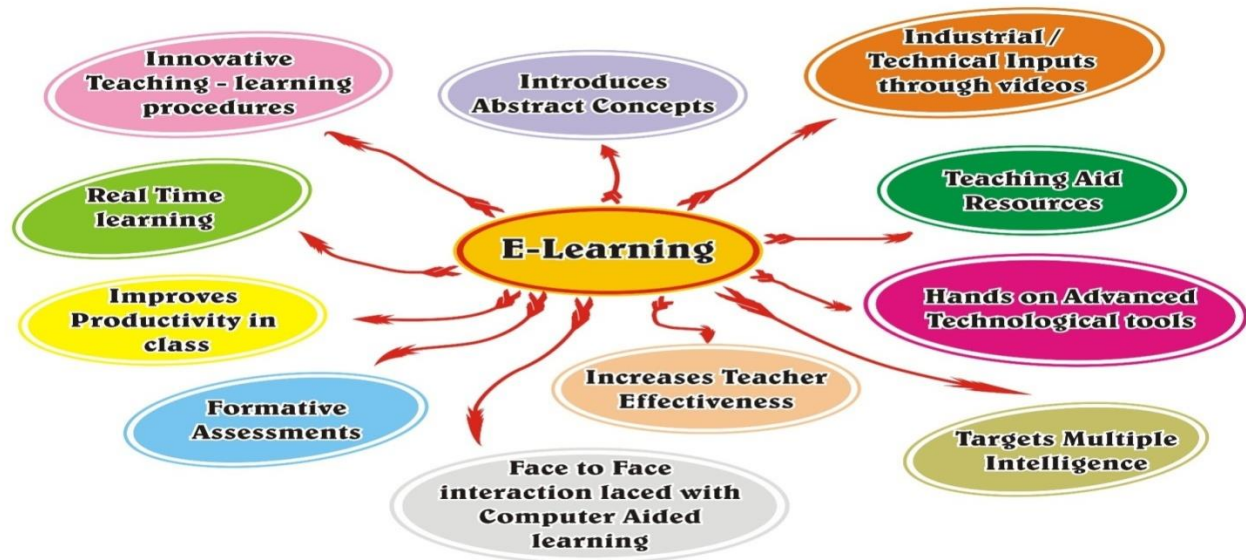 Innovative
Teaching - learning
procedures
Introduces
Abstract Concepts
Industrial /
Technical Inputs
through videos
Real Time
learning
Teaching Aid
Resources
E-Learning
Improves
Productivity in
class
Hands on Advanced
Technological tools
Formative
Assessments
Increases Teacher
Effectiveness
Targets Multiple
Intelligence
Face to Face
interaction laced with
Computer Aided
learning